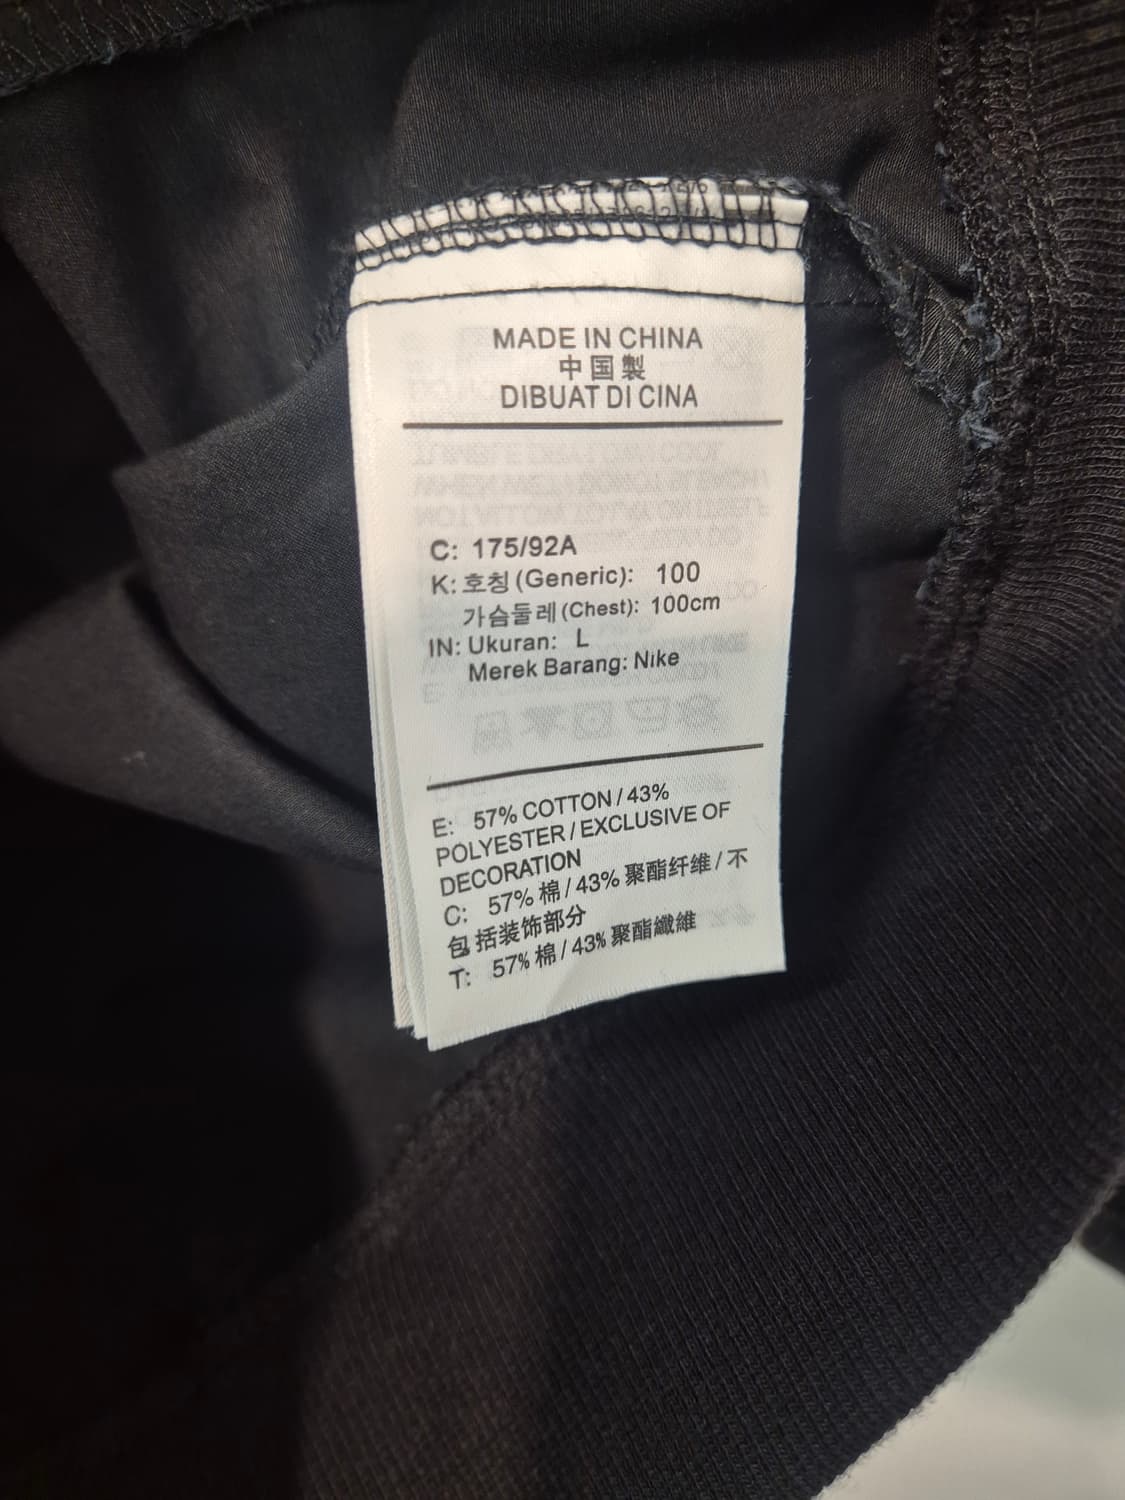 MADE IN CHINA
中国製
DIBUAT DI CINA
C: 175/92A
K: 호칭 (Generic): 100
가슴둘레 (Chest): 100cm
IN: Ukuran: L
Merek Barang: Nike
E: 57% COTTON / 43%
POLYESTER / EXCLUSIVE OF
DECORATION
C: 57% 棉 / 43% 聚酯纤维 / 不
包括装饰部分
T: 57% 棉 / 43% 聚酯纖維